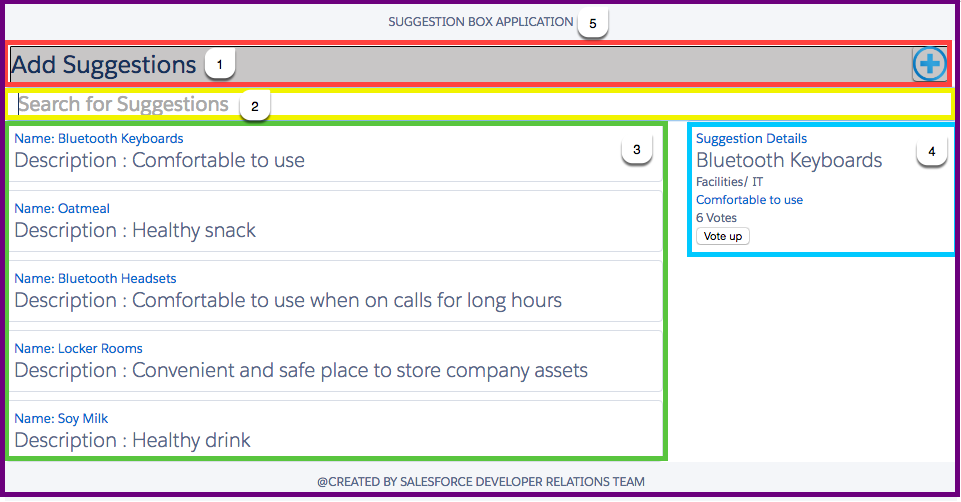 SUGGESTION BOX APPLICATION 5
Add Suggestions 1
Search for Suggestions 2
Name: Bluetooth Keyboards
Description : Comfortable to use
3
Name: Oatmeal
Description : Healthy snack
Name: Bluetooth Headsets
Description : Comfortable to use when on calls for long hours
Name: Locker Rooms
Description : Convenient and safe place to store company assets
Name: Soy Milk
Description : Healthy drink
Suggestion Details
4
Bluetooth Keyboards
Facilities/ IT
Comfortable to use
6 Votes
Vote up
@CREATED BY SALESFORCE DEVELOPER RELATIONS TEAM